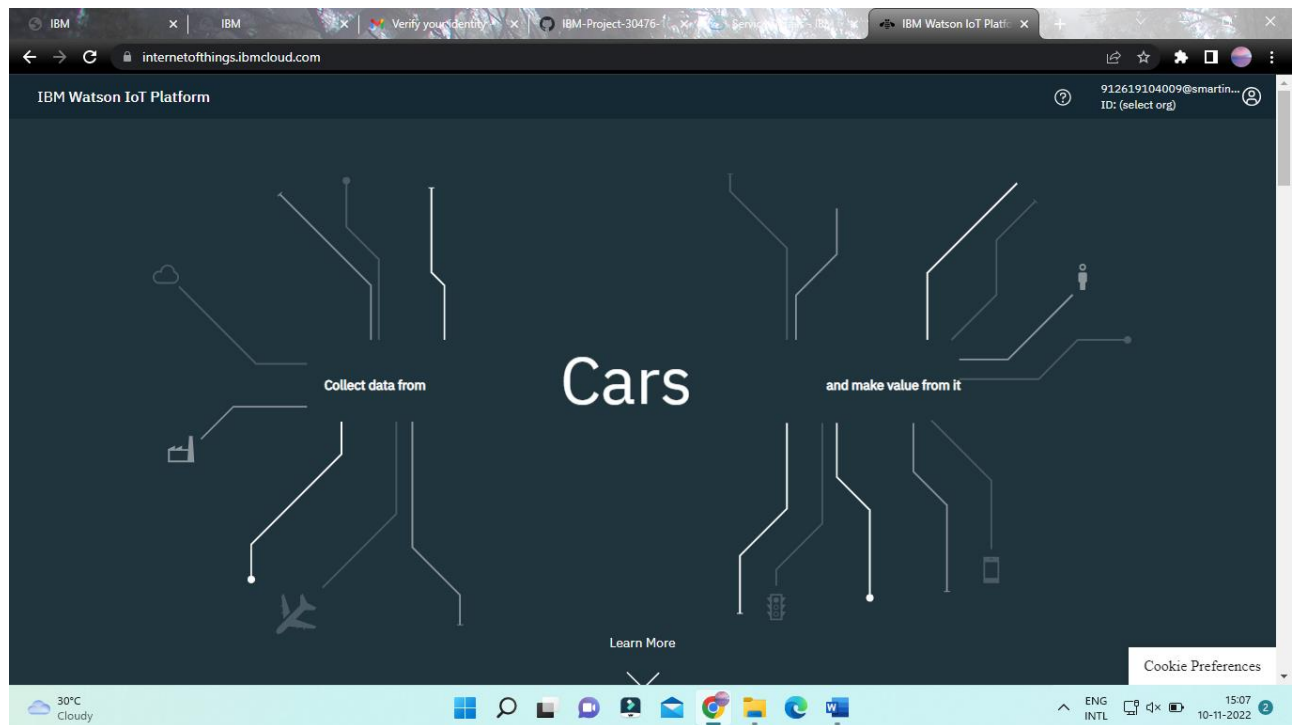 IBM
IBM
Verify your identity
IBM-Project-30476-
IBM Watson IoT Platf
internetofthings.ibmcloud.com
IBM Watson IoT Platform
912619104009@smartin...
ID: (select org)
Collect data from
Cars
and make value from it
Learn More
Cookie Preferences
30°C
Cloudy
ENG
INTL
15:07
10-11-2022
2